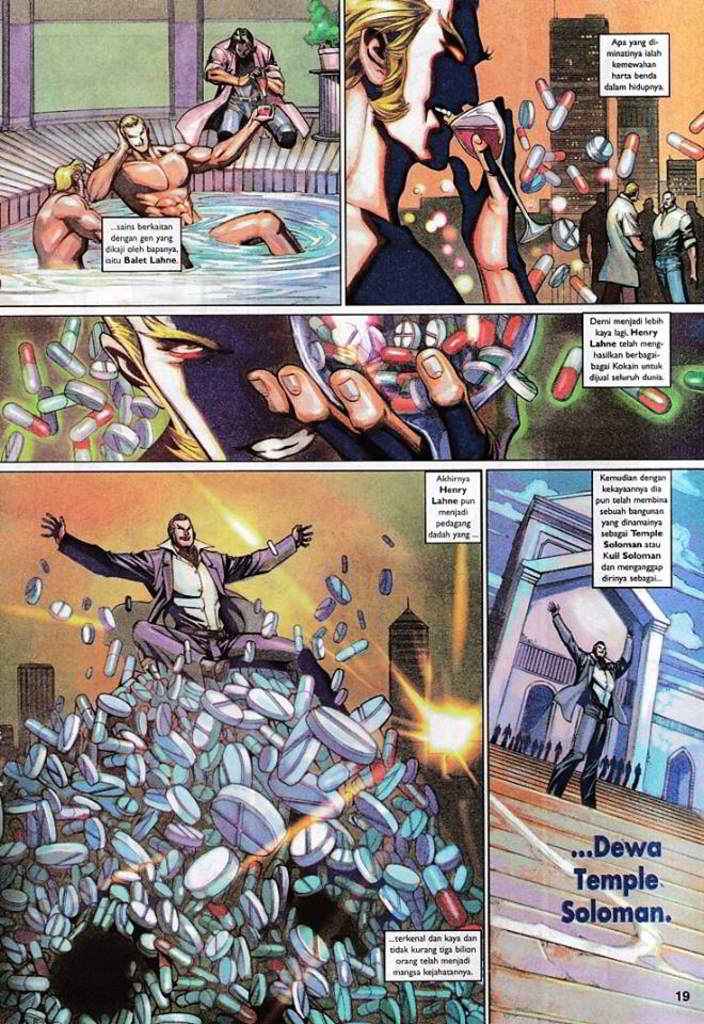 ...sains berkaitan
dengan gen yang
dikaji oleh bapanya,
iaitu Balet Lahne.
Apa yang di-
minatinya ialah
kemewahan
harta benda
dalam hidupnya.
Demi menjadi lebih
kaya lagi, Henry
Lahne telah meng-
hasilkan berbagai-
bagai Kokain untuk
dijual seluruh dunia.
Akhirnya
Henry
Lahne pun
menjadi
pedagang
dadah yang ...
...terkenal dan kaya dan
tidak kurang tiga bilion
orang telah menjadi
mangsa kejahatannya.
Kemudian dengan
kekayaannya dia
pun telah membina
sebuah bangunan
yang dinamainya
sebagai Temple
Soloman atau
Kuil Soloman
dan menganggap
dirinya sebagai...
...Dewa
Temple
Soloman.
19